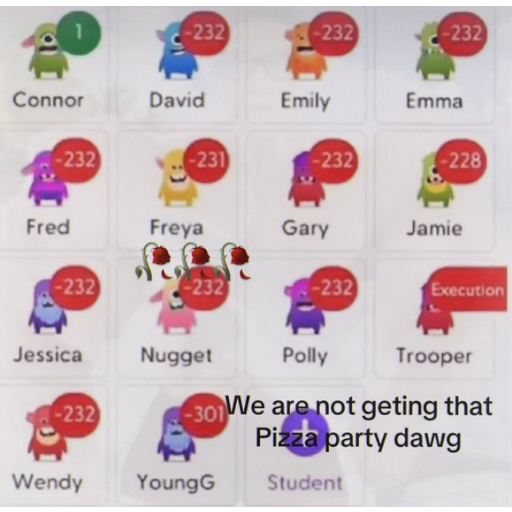 1 -232 -232 -232
Connor David Emily Emma
-232 -231 -232 -228
Fred Freya Gary Jamie
-232 -232 -232 Execution
Jessica Nugget Polly Trooper
-232 -301 We are not geting that
Pizza party dawg
Wendy YoungG Student